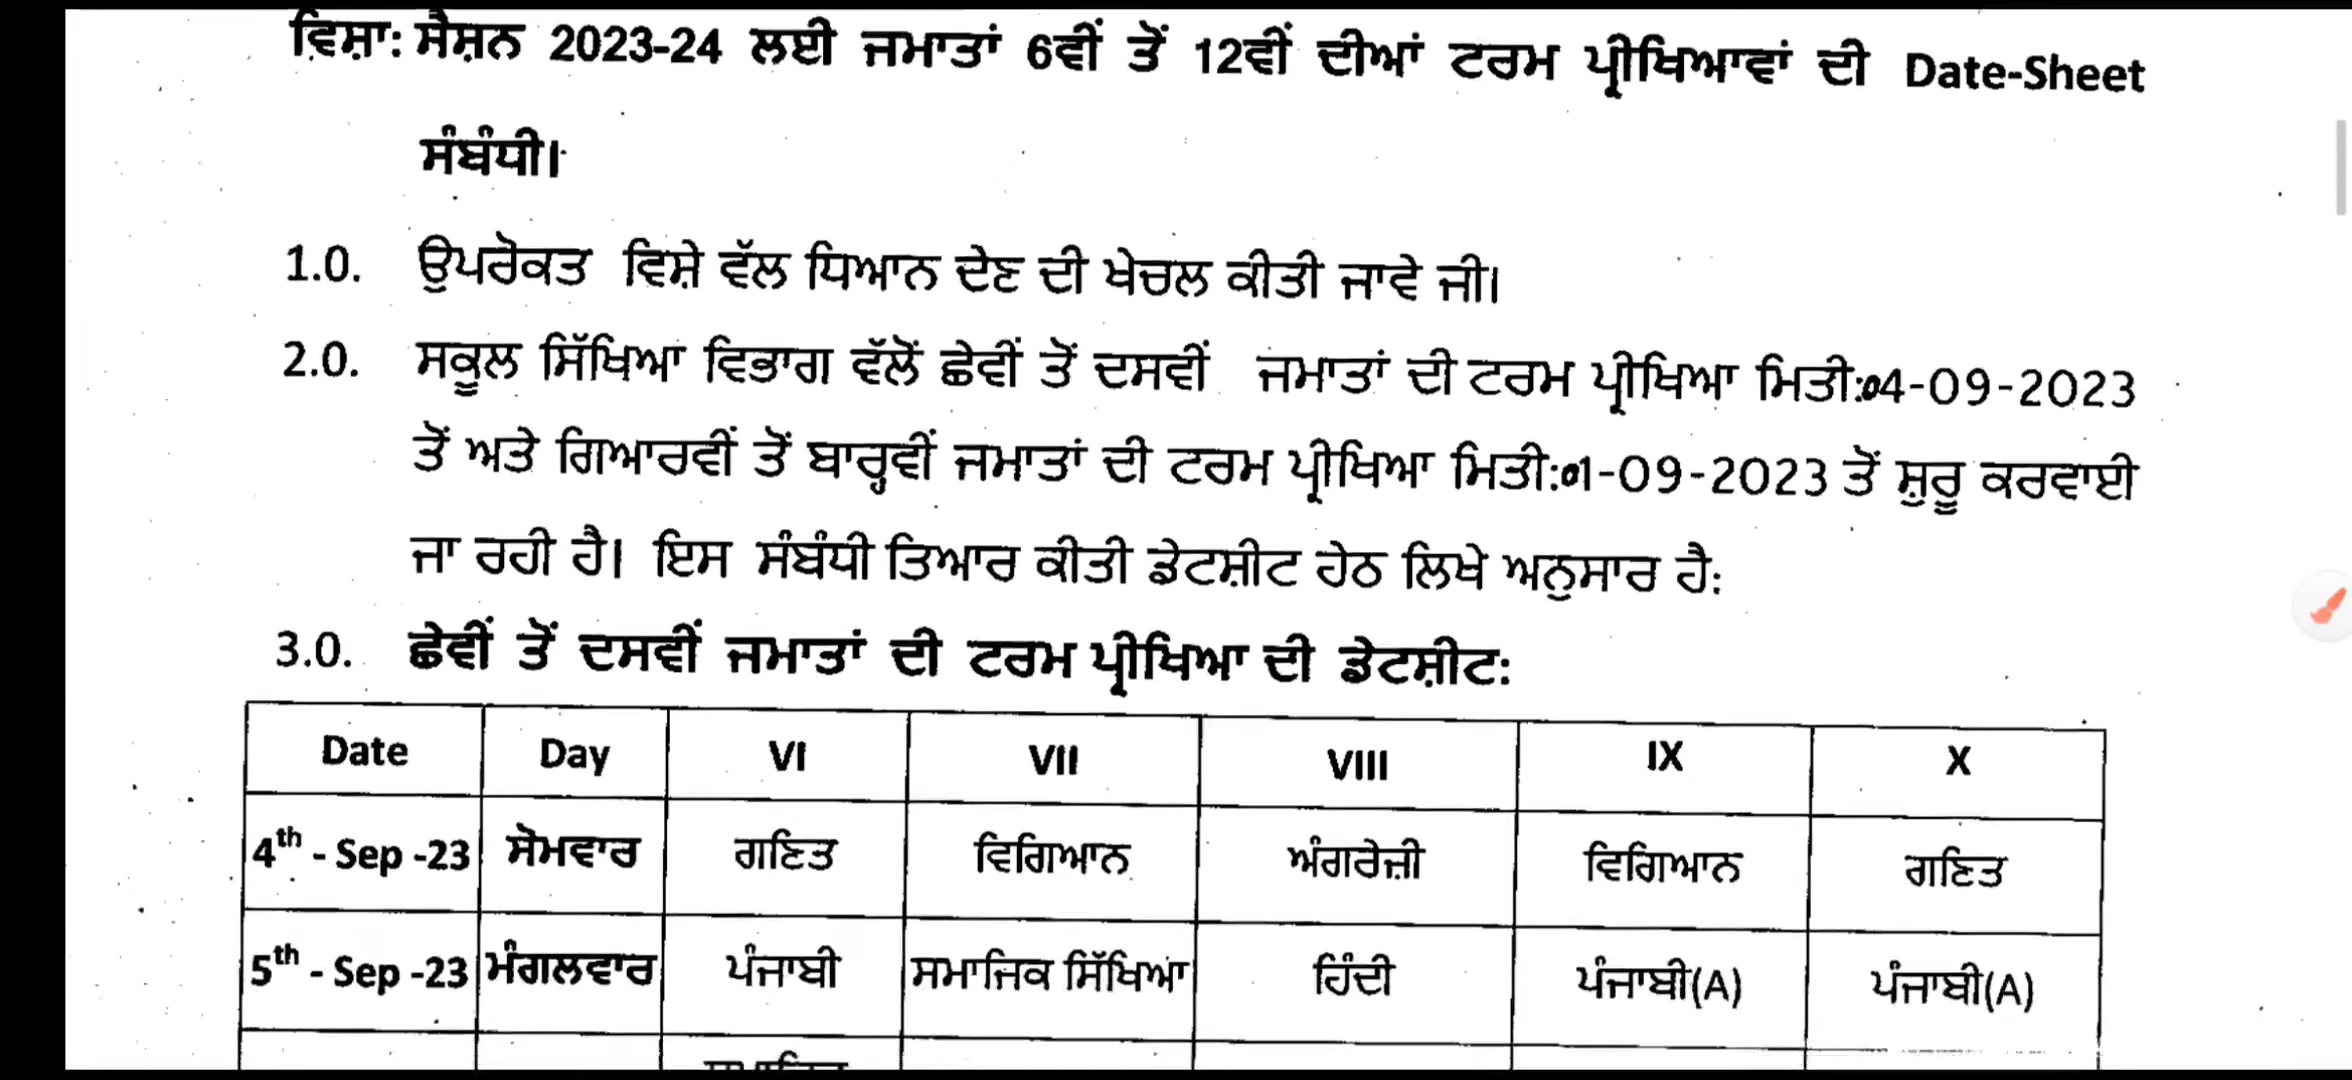 ਵਿਸ਼ਾ: ਸੈਸ਼ਨ 2023-24 ਲਈ ਜਮਾਤਾਂ 6ਵੀਂ ਤੋਂ 12ਵੀਂ ਦੀਆਂ ਟਰਮ ਪ੍ਰੀਖਿਆਵਾਂ ਦੀ Date-Sheet
ਸੰਬੰਧੀ।
1.0. ਉਪਰੋਕਤ ਵਿਸ਼ੇ ਵੱਲ ਧਿਆਨ ਦੇਣ ਦੀ ਖੇਚਲ ਕੀਤੀ ਜਾਵੇ ਜੀ।
2.0. ਸਕੂਲ ਸਿੱਖਿਆ ਵਿਭਾਗ ਵੱਲੋਂ ਛੇਵੀਂ ਤੋਂ ਦਸਵੀਂ ਜਮਾਤਾਂ ਦੀ ਟਰਮ ਪ੍ਰੀਖਿਆ ਮਿਤੀ:04-09-2023
ਤੋਂ ਅਤੇ ਗਿਆਰਵੀਂ ਤੋਂ ਬਾਰ੍ਹਵੀਂ ਜਮਾਤਾਂ ਦੀ ਟਰਮ ਪ੍ਰੀਖਿਆ ਮਿਤੀ:01-09-2023 ਤੋਂ ਸ਼ੁਰੂ ਕਰਵਾਈ
ਜਾ ਰਹੀ ਹੈ। ਇਸ ਸੰਬੰਧੀ ਤਿਆਰ ਕੀਤੀ ਡੇਟਸ਼ੀਟ ਹੇਠ ਲਿਖੇ ਅਨੁਸਾਰ ਹੈ:
3.0. ਛੇਵੀਂ ਤੋਂ ਦਸਵੀਂ ਜਮਾਤਾਂ ਦੀ ਟਰਮ ਪ੍ਰੀਖਿਆ ਦੀ ਡੇਟਸ਼ੀਟ:
Date Day VI VII VIII IX X
4th - Sep -23 ਸੋਮਵਾਰ ਗਣਿਤ ਵਿਗਿਆਨ ਅੰਗਰੇਜ਼ੀ ਵਿਗਿਆਨ ਗਣਿਤ
5th - Sep -23 ਮੰਗਲਵਾਰ ਪੰਜਾਬੀ ਸਮਾਜਿਕ ਸਿੱਖਿਆ ਹਿੰਦੀ ਪੰਜਾਬੀ(A) ਪੰਜਾਬੀ(A)